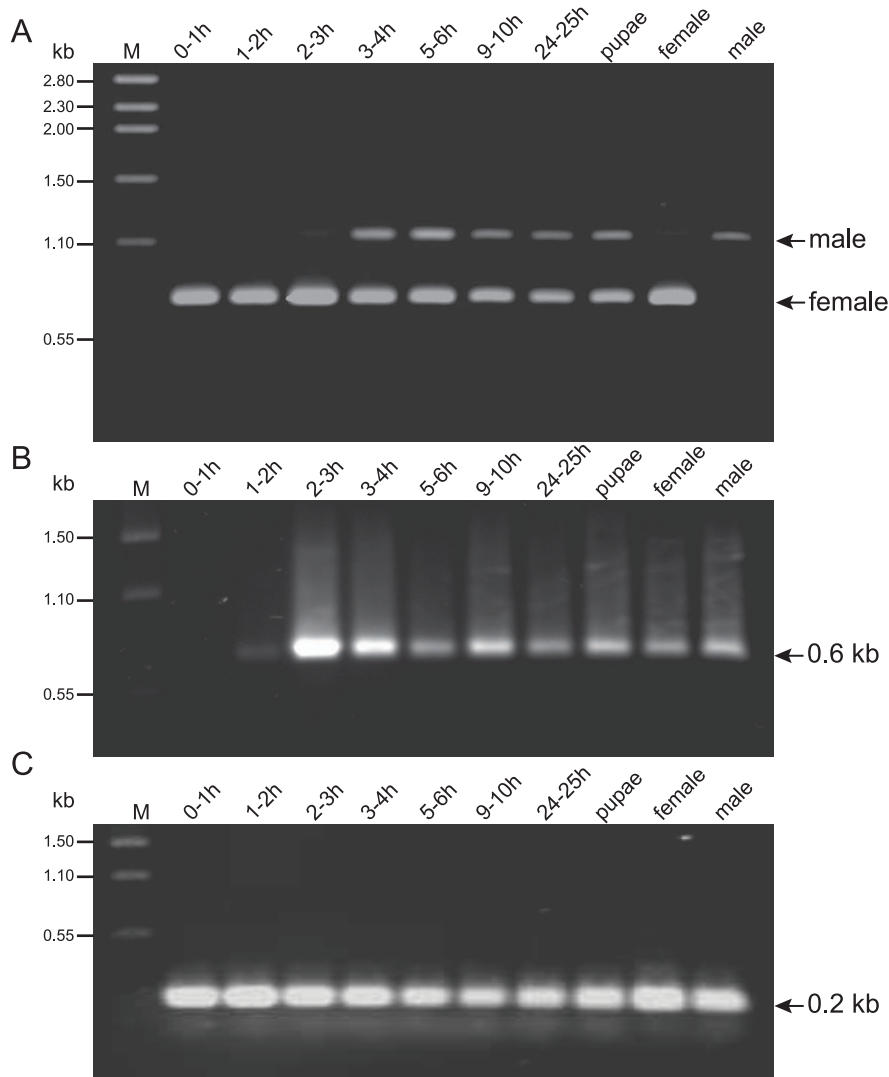 A
kb M 0-1h 1-2h 2-3h 3-4h 5-6h 9-10h 24-25h pupae female male
2.80
2.30
2.00
1.50
1.10
male
female
0.55
B
kb M 0-1h 1-2h 2-3h 3-4h 5-6h 9-10h 24-25h pupae female male
1.50
1.10
0.6 kb
0.55
C
kb M 0-1h 1-2h 2-3h 3-4h 5-6h 9-10h 24-25h pupae female male
1.50
1.10
0.55
0.2 kb